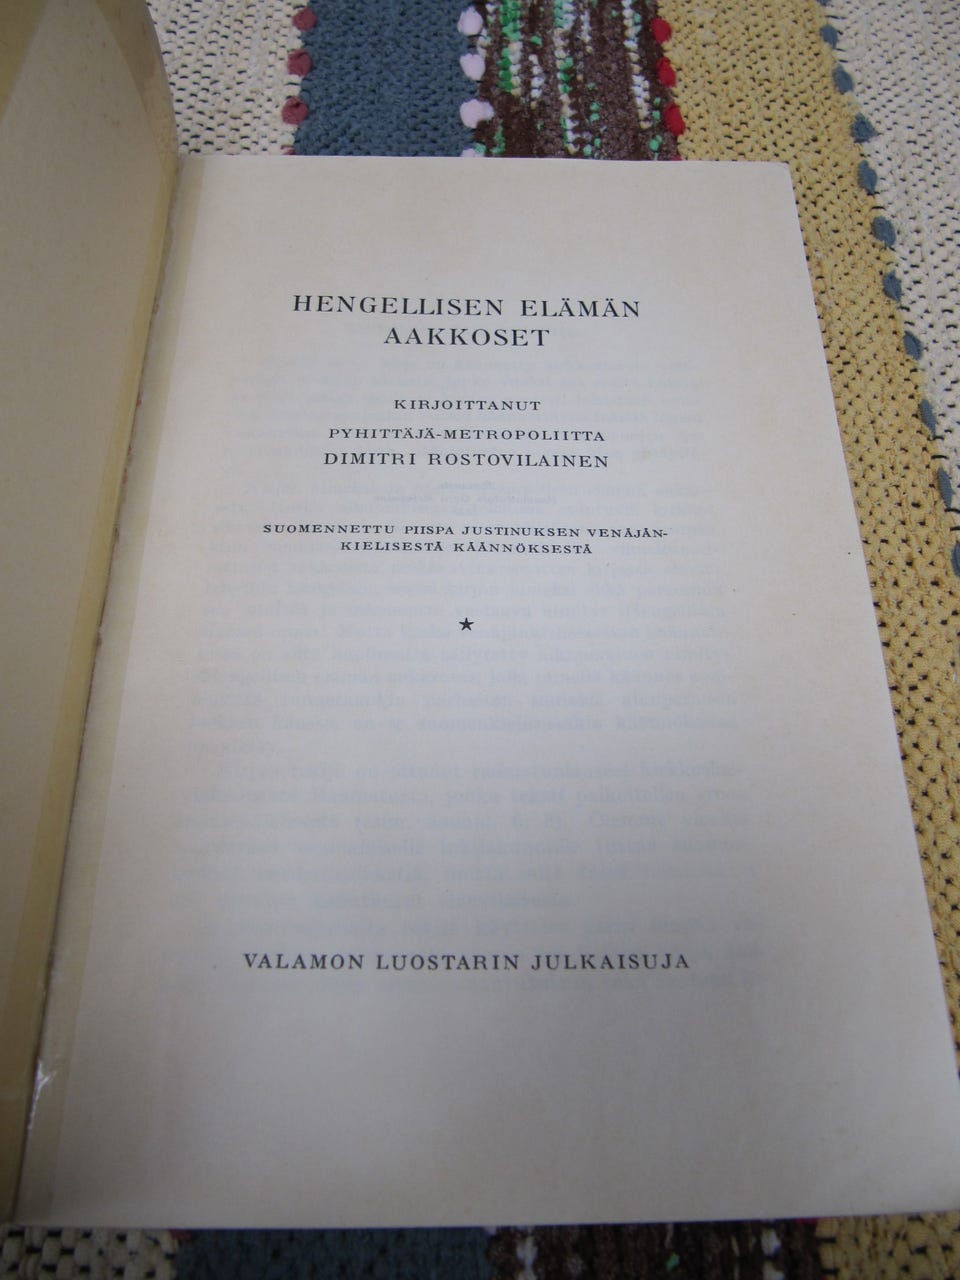 HENGELLISEN ELÄMÄN
AAKKOSET
KIRJOITTANUT
PYHITTÄJÄ-METROPOLIITTA
DIMITRI ROSTOVILAINEN
SUOMENNETTU PIISPA JUSTINUKSEN VENÄJÄN-
KIELISESTÄ KÄÄNNÖKSESTÄ
★
VALAMON LUOSTARIN JULKAISUJA